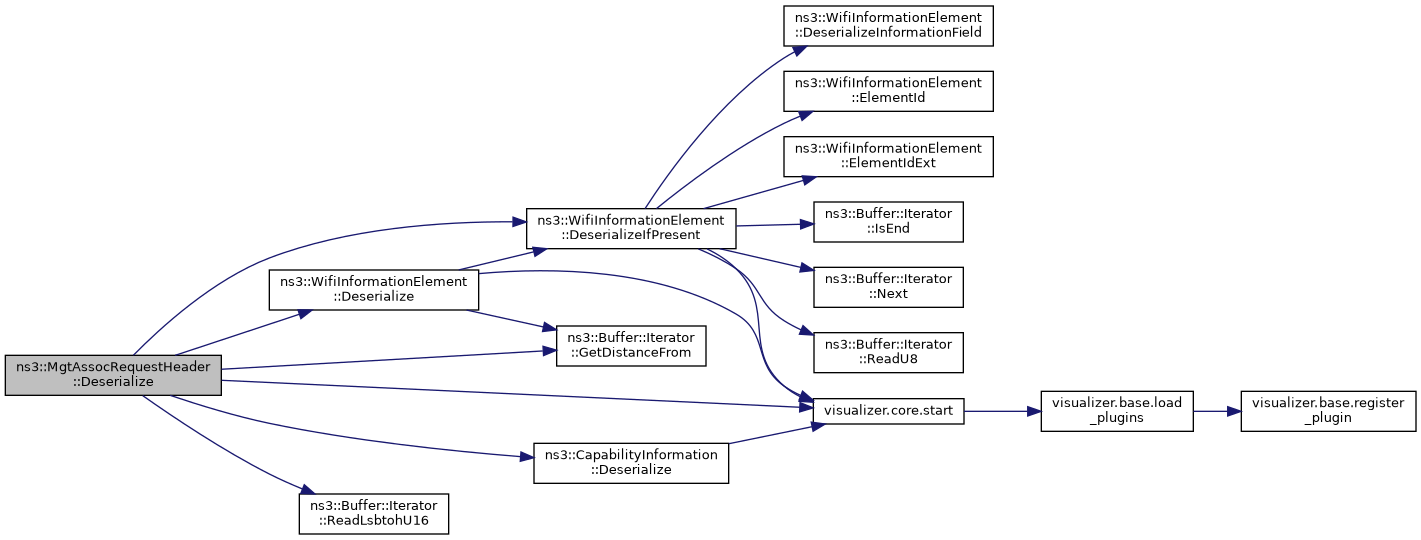 ns3::WifiInformationElement
::DeserializeInformationField
ns3::WifiInformationElement
::ElementId
ns3::WifiInformationElement
::ElementIdExt
ns3::WifiInformationElement
::DeserializeIfPresent
ns3::Buffer::Iterator
::IsEnd
ns3::WifiInformationElement
::Deserialize
ns3::Buffer::Iterator
::Next
ns3::Buffer::Iterator
::GetDistanceFrom
ns3::Buffer::Iterator
::ReadU8
ns3::MgtAssocRequestHeader
::Deserialize
visualizer.core.start
visualizer.base.load
_plugins
visualizer.base.register
_plugin
ns3::CapabilityInformation
::Deserialize
ns3::Buffer::Iterator
::ReadLsbtohU16